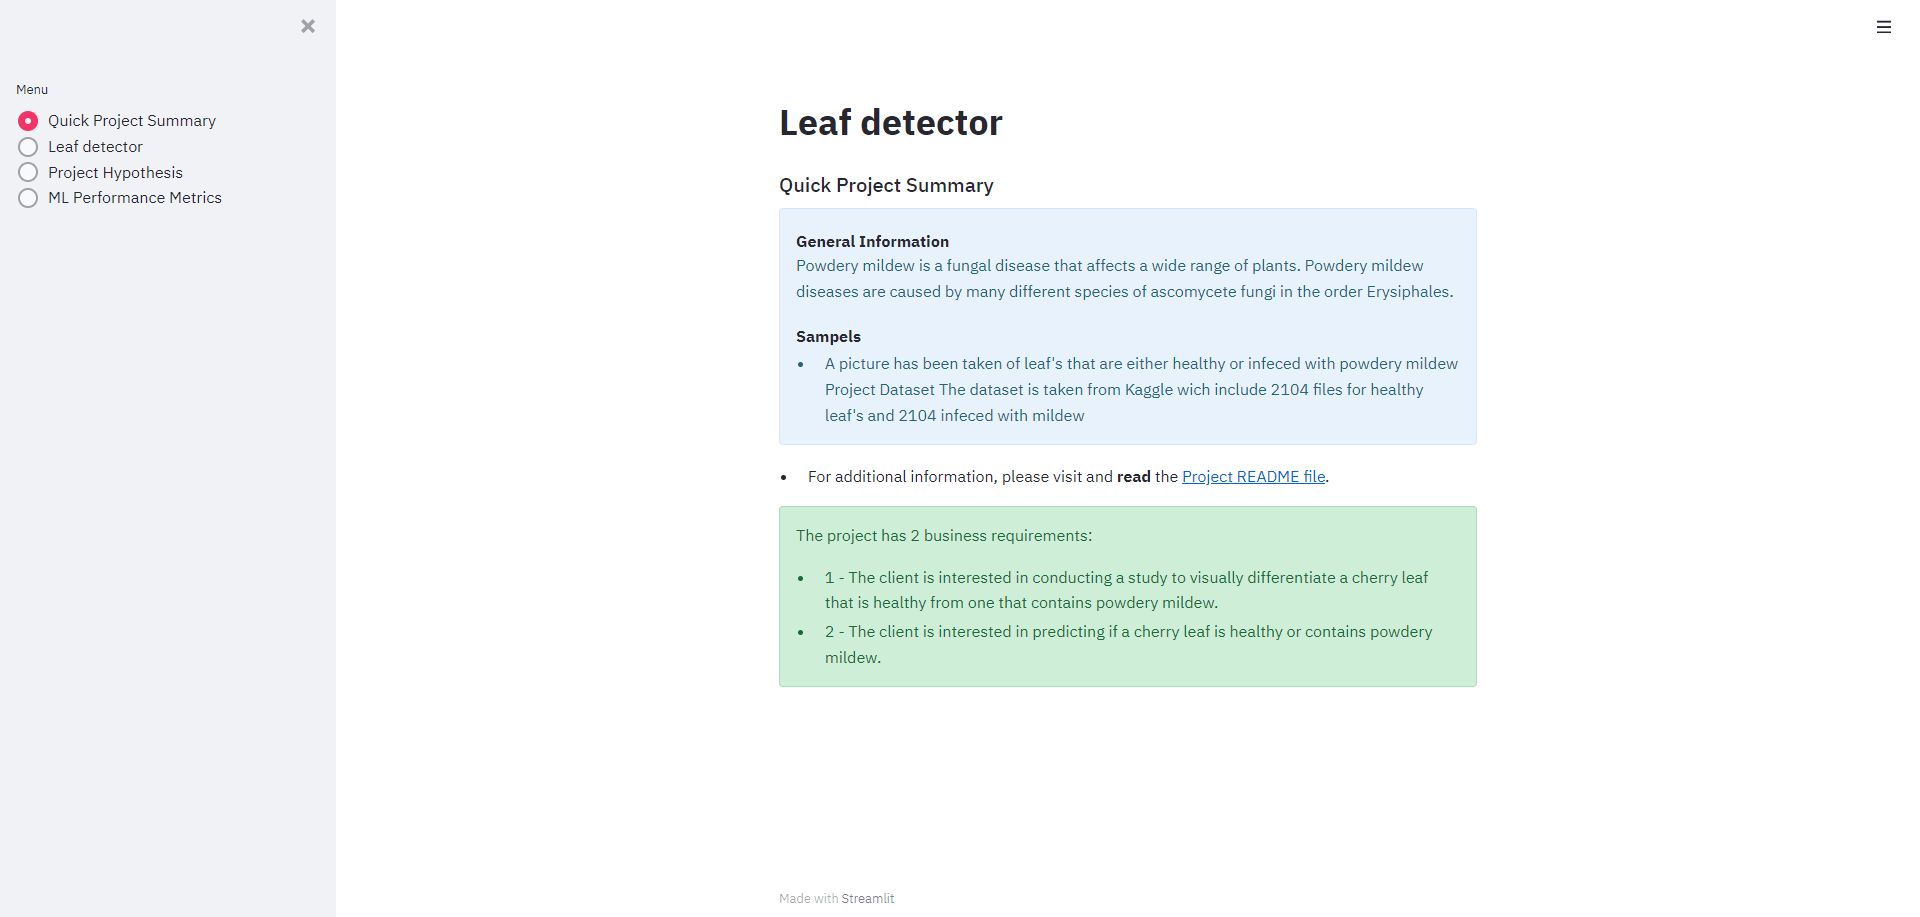 Menu
Quick Project Summary
Leaf detector
Project Hypothesis
ML Performance Metrics
Leaf detector
Quick Project Summary
General Information
Powdery mildew is a fungal disease that affects a wide range of plants. Powdery mildew
diseases are caused by many different species of ascomycete fungi in the order Erysiphales.
Sampels
• A picture has been taken of leaf's that are either healthy or infeced with powdery mildew
Project Dataset The dataset is taken from Kaggle wich include 2104 files for healthy
leaf's and 2104 infeced with mildew
• For additional information, please visit and read the Project README file.
The project has 2 business requirements:
• 1 - The client is interested in conducting a study to visually differentiate a cherry leaf
that is healthy from one that contains powdery mildew.
• 2 - The client is interested in predicting if a cherry leaf is healthy or contains powdery
mildew.
Made with Streamlit